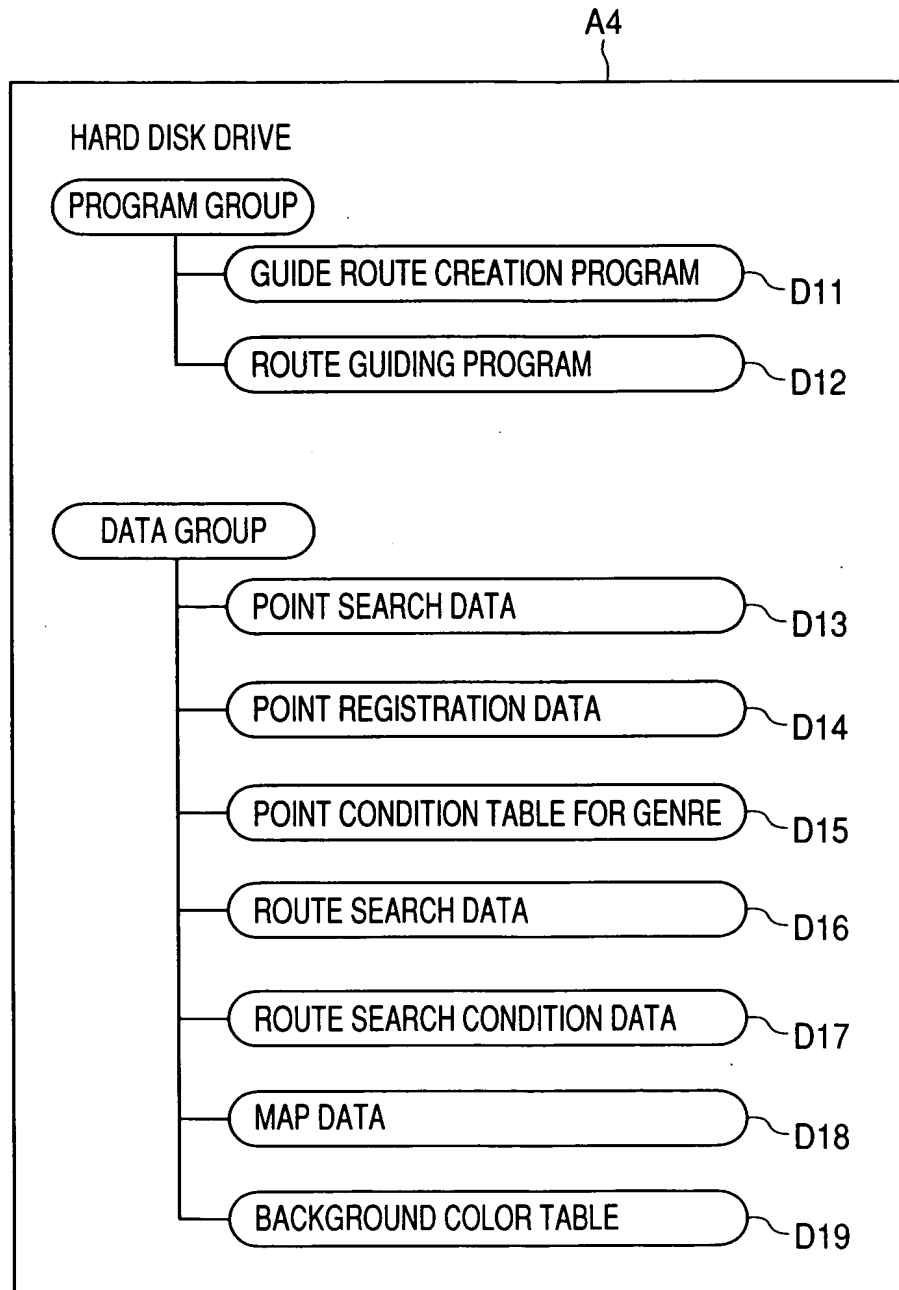 A4
HARD DISK DRIVE
PROGRAM GROUP
GUIDE ROUTE CREATION PROGRAM
D11
ROUTE GUIDING PROGRAM
D12
DATA GROUP
POINT SEARCH DATA
D13
POINT REGISTRATION DATA
D14
POINT CONDITION TABLE FOR GENRE
D15
ROUTE SEARCH DATA
D16
ROUTE SEARCH CONDITION DATA
D17
MAP DATA
D18
BACKGROUND COLOR TABLE
D19